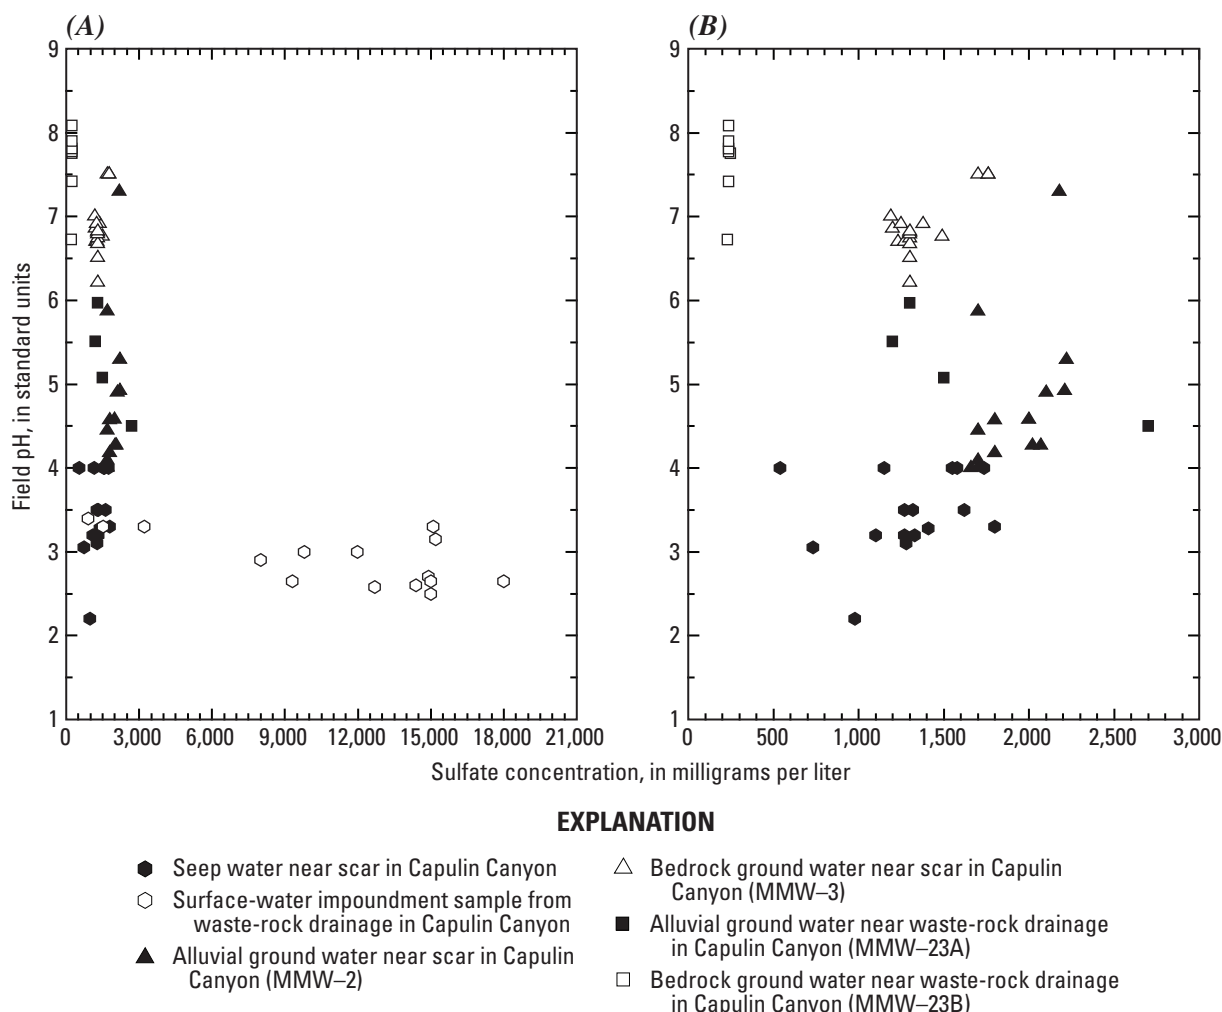 (A)
(B)
9
8
7
6
5
4
3
2
1
0
3,000
6,000
9,000
12,000
15,000
18,000
21,000
9
8
7
6
5
4
3
2
1
0
500
1,000
1,500
2,000
2,500
3,000
Field pH, in standard units
Sulfate concentration, in milligrams per liter
EXPLANATION
Seep water near scar in Capulin Canyon
Surface-water impoundment sample from
waste-rock drainage in Capulin Canyon
Alluvial ground water near scar in Capulin
Canyon (MMW–2)
Bedrock ground water near scar in Capulin
Canyon (MMW–3)
Alluvial ground water near waste-rock drainage
in Capulin Canyon (MMW–23A)
Bedrock ground water near waste-rock drainage
in Capulin Canyon (MMW–23B)